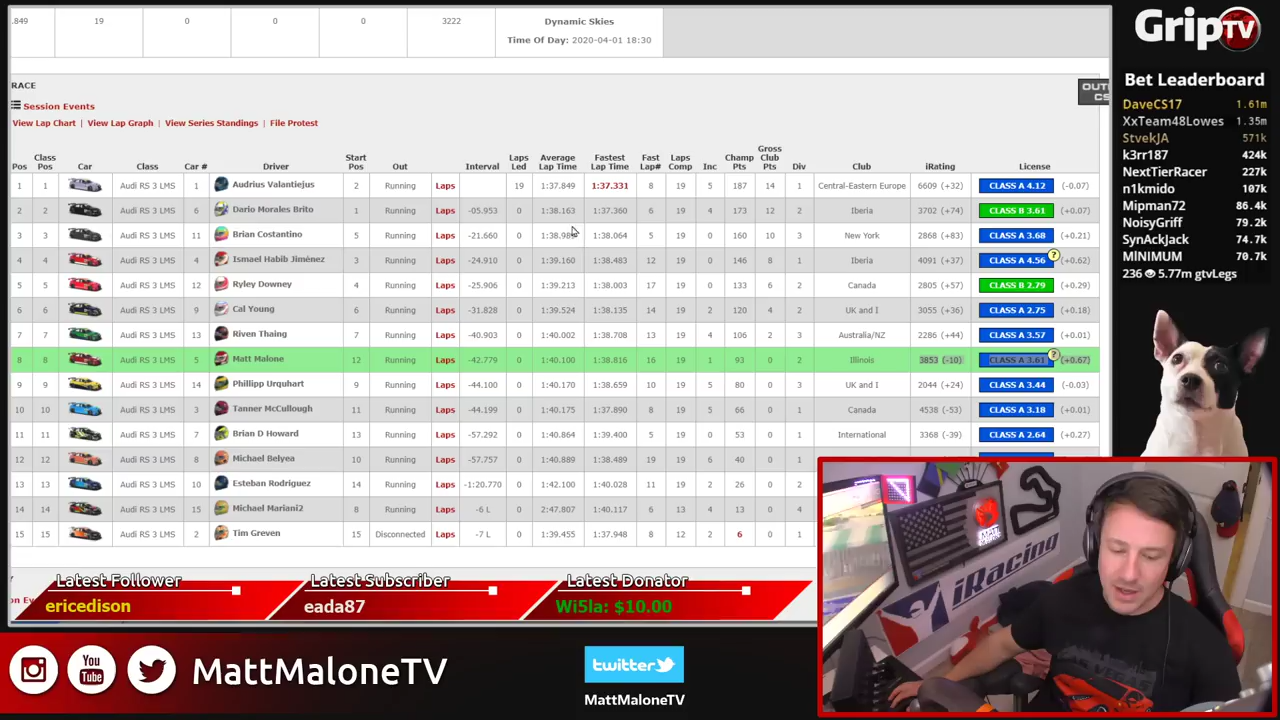 .849 19 0 0 0 3222 Dynamic Skies
Time Of Day: 2020-04-01 18:30
RACE
Session Events
View Lap Chart | View Lap Graph | View Series Standings | File Protest
Pos Class Pos Car Class Car # Driver Start Pos Out Interval Laps Led Average Lap Time Fastest Lap Time Fast Lap# Laps Comp Inc Champ Pts Gross Club Pts Div Club iRating License
1 1 Audi RS 3 LMS 1 Audrius Valantiejus 2 Running Laps 19 1:37.849 1:37.331 8 19 5 187 14 1 Central-Eastern Europe 6609 (+32) CLASS A 4.12 (-0.07)
2 2 Audi RS 3 LMS 6 Dario Morales Brito 1 Running Laps -05.953 0 1:38.163 1:37.360 6 19 4 173 12 2 Iberia 3702 (+74) CLASS B 3.61 (+0.07)
3 3 Audi RS 3 LMS 11 Brian Costantino 5 Running Laps -21.660 0 1:38.064 5 19 0 160 10 3 New York 2868 (+83) CLASS A 3.68 (+0.21)
4 4 Audi RS 3 LMS 4 Ismael Habib Jiménez 3 Running Laps -24.910 0 1:39.160 1:38.483 12 19 0 146 8 1 Iberia 4091 (+37) CLASS A 4.56 ? (+0.62)
5 5 Audi RS 3 LMS 12 Ryley Downey 4 Running Laps -25.906 0 1:39.213 1:38.003 17 19 0 133 6 2 Canada 2805 (+57) CLASS B 2.79 (+0.29)
6 6 Audi RS 3 LMS 9 Cal Young 6 Running Laps -31.828 0 1:39.524 1:38.135 14 19 2 120 4 2 UK and I 3055 (+36) CLASS A 2.75 (+0.18)
7 7 Audi RS 3 LMS 13 Riven Thaing 7 Running Laps -40.903 0 1:40.002 1:38.708 13 19 4 106 2 3 Australia/NZ 2286 (+44) CLASS A 3.57 (+0.01)
8 8 Audi RS 3 LMS 5 Matt Malone 12 Running Laps -42.779 0 1:40.100 1:38.816 16 19 1 93 0 2 Illinois 3853 (-10) CLASS A 3.61 ? (+0.67)
9 9 Audi RS 3 LMS 14 Phillipp Urquhart 9 Running Laps -44.100 0 1:40.170 1:38.659 10 19 5 80 0 3 UK and I 2044 (+24) CLASS A 3.44 (-0.03)
10 10 Audi RS 3 LMS 3 Tanner McCullough 11 Running Laps -44.199 0 1:40.175 1:37.890 8 19 5 66 0 1 Canada 4538 (-53) CLASS A 3.18 (+0.01)
11 11 Audi RS 3 LMS 7 Brian D Howard 13 Running Laps -57.292 0 1:40.864 1:39.400 5 19 0 53 0 1 International 3368 (-39) CLASS A 2.64 (+0.27)
12 12 Audi RS 3 LMS 8 Michael Belyea 10 Running Laps -57.757 0 1:40.889 1:38.489 19 19 6 40 0 2
13 13 Audi RS 3 LMS 10 Esteban Rodriguez 14 Running Laps -1:20.770 0 1:42.100 1:40.028 11 19 2 26 0 2
14 14 Audi RS 3 LMS 15 Michael Mariani2 8 Running Laps -6 L 0 2:47.807 1:40.117 6 13 4 13 0 4
15 15 Audi RS 3 LMS 2 Tim Greven 15 Disconnected Laps -7 L 0 1:39.455 1:37.948 8 12 2 6 0 1
Latest Follower
ericedison
Latest Subscriber
eada87
Latest Donator
Wi5la: $10.00
MattMaloneTV
You Tube
twitter
MattMaloneTV
GripTV
Bet Leaderboard
DaveCS17 1.61m
XxTeam48Lowes 1.35m
StvekJA 571k
k3rr187 424k
NextTierRacer 227k
n1kmido 107k
Mipman72 86.4k
NoisyGriff 79.2k
SynAckJack 74.7k
MINIMUM 70.7k
236 5.77m gtvLegs
iRacing